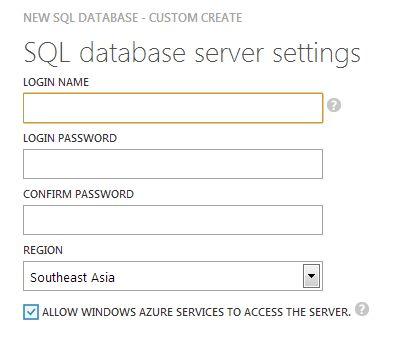 NEW SQL DATABASE - CUSTOM CREATE
SQL database server settings
LOGIN NAME
?
LOGIN PASSWORD
CONFIRM PASSWORD
REGION
Southeast Asia
ALLOW WINDOWS AZURE SERVICES TO ACCESS THE SERVER. ?